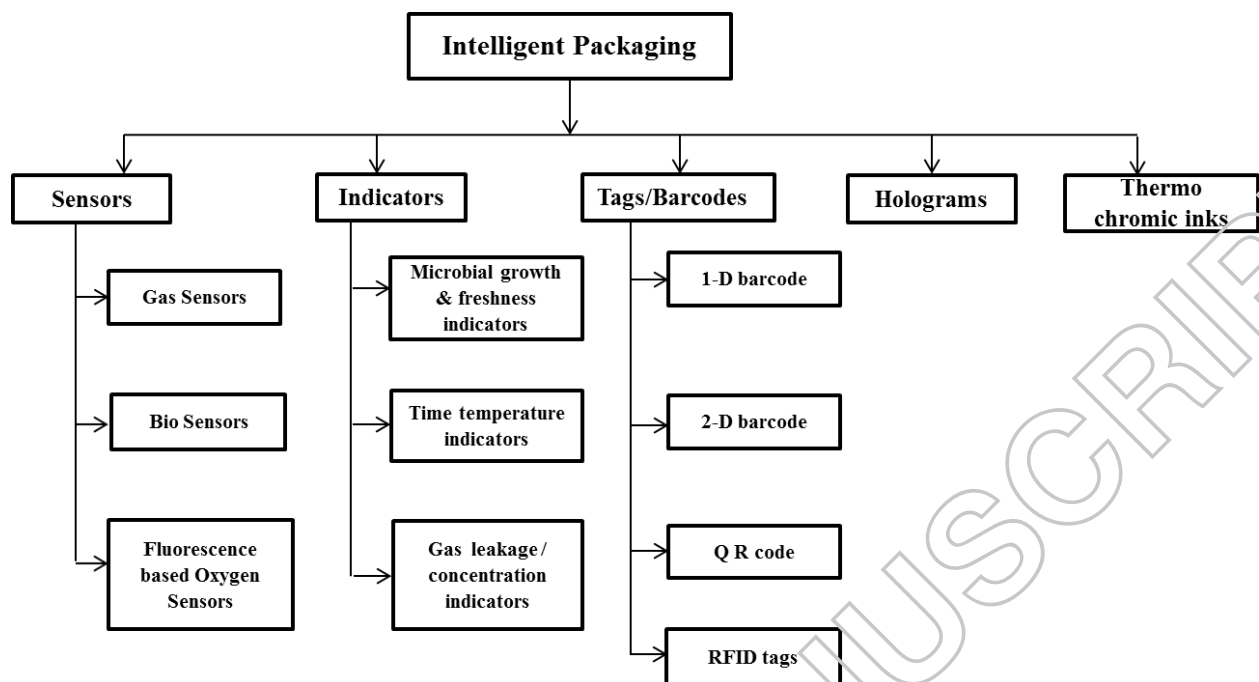 Intelligent Packaging
Sensors
Indicators
Tags/Barcodes
Holograms
Thermo
chromic inks
Gas Sensors
Bio Sensors
Fluorescence
based Oxygen
Sensors
Microbial growth
& freshness
indicators
Time temperature
indicators
Gas leakage /
concentration
indicators
1-D barcode
2-D barcode
Q R code
RFID tags